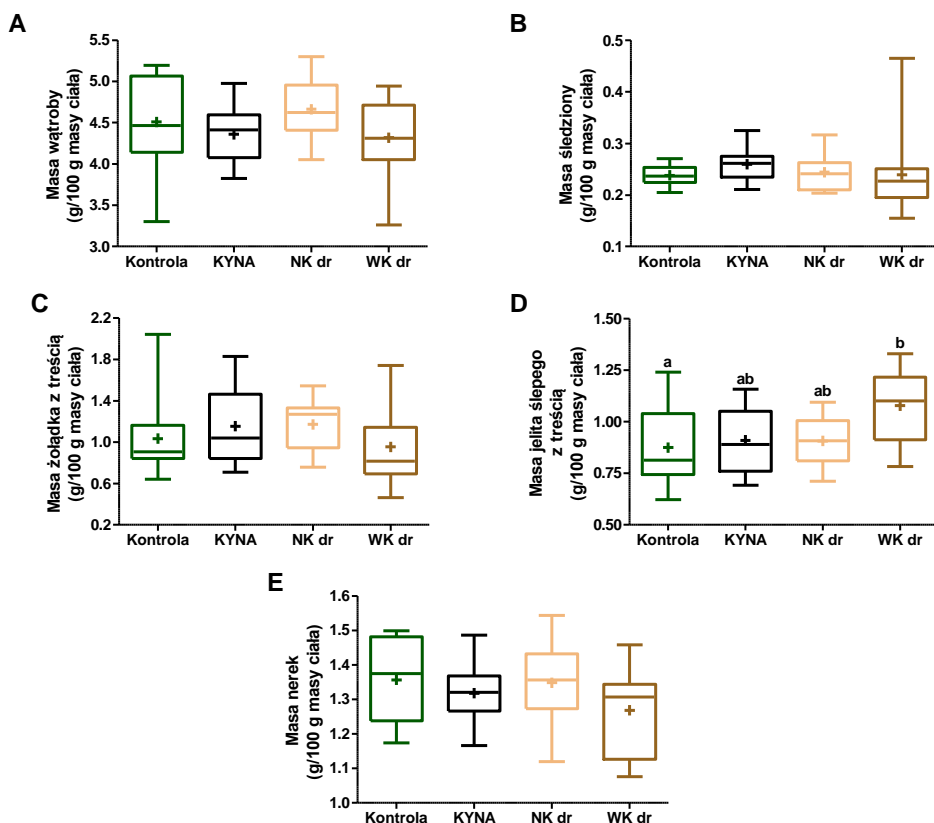 A
Masa wątroby
(g/100 g masy ciała)
5.5
5.0
4.5
4.0
3.5
3.0
Kontrola KYNA NK dr WK dr
B
Masa śledziony
(g/100 g masy ciała)
0.5
0.4
0.3
0.2
0.1
Kontrola KYNA NK dr WK dr
C
Masa żołądka z treścią
(g/100 g masy ciała)
2.2
1.8
1.4
1.0
0.6
0.2
Kontrola KYNA NK dr WK dr
D
Masa jelita ślepego
z treścią
(g/100 g masy ciała)
1.50
1.25
1.00
0.75
0.50
a ab ab b
Kontrola KYNA NK dr WK dr
E
Masa nerek
(g/100 g masy ciała)
1.6
1.5
1.4
1.3
1.2
1.1
1.0
Kontrola KYNA NK dr WK dr